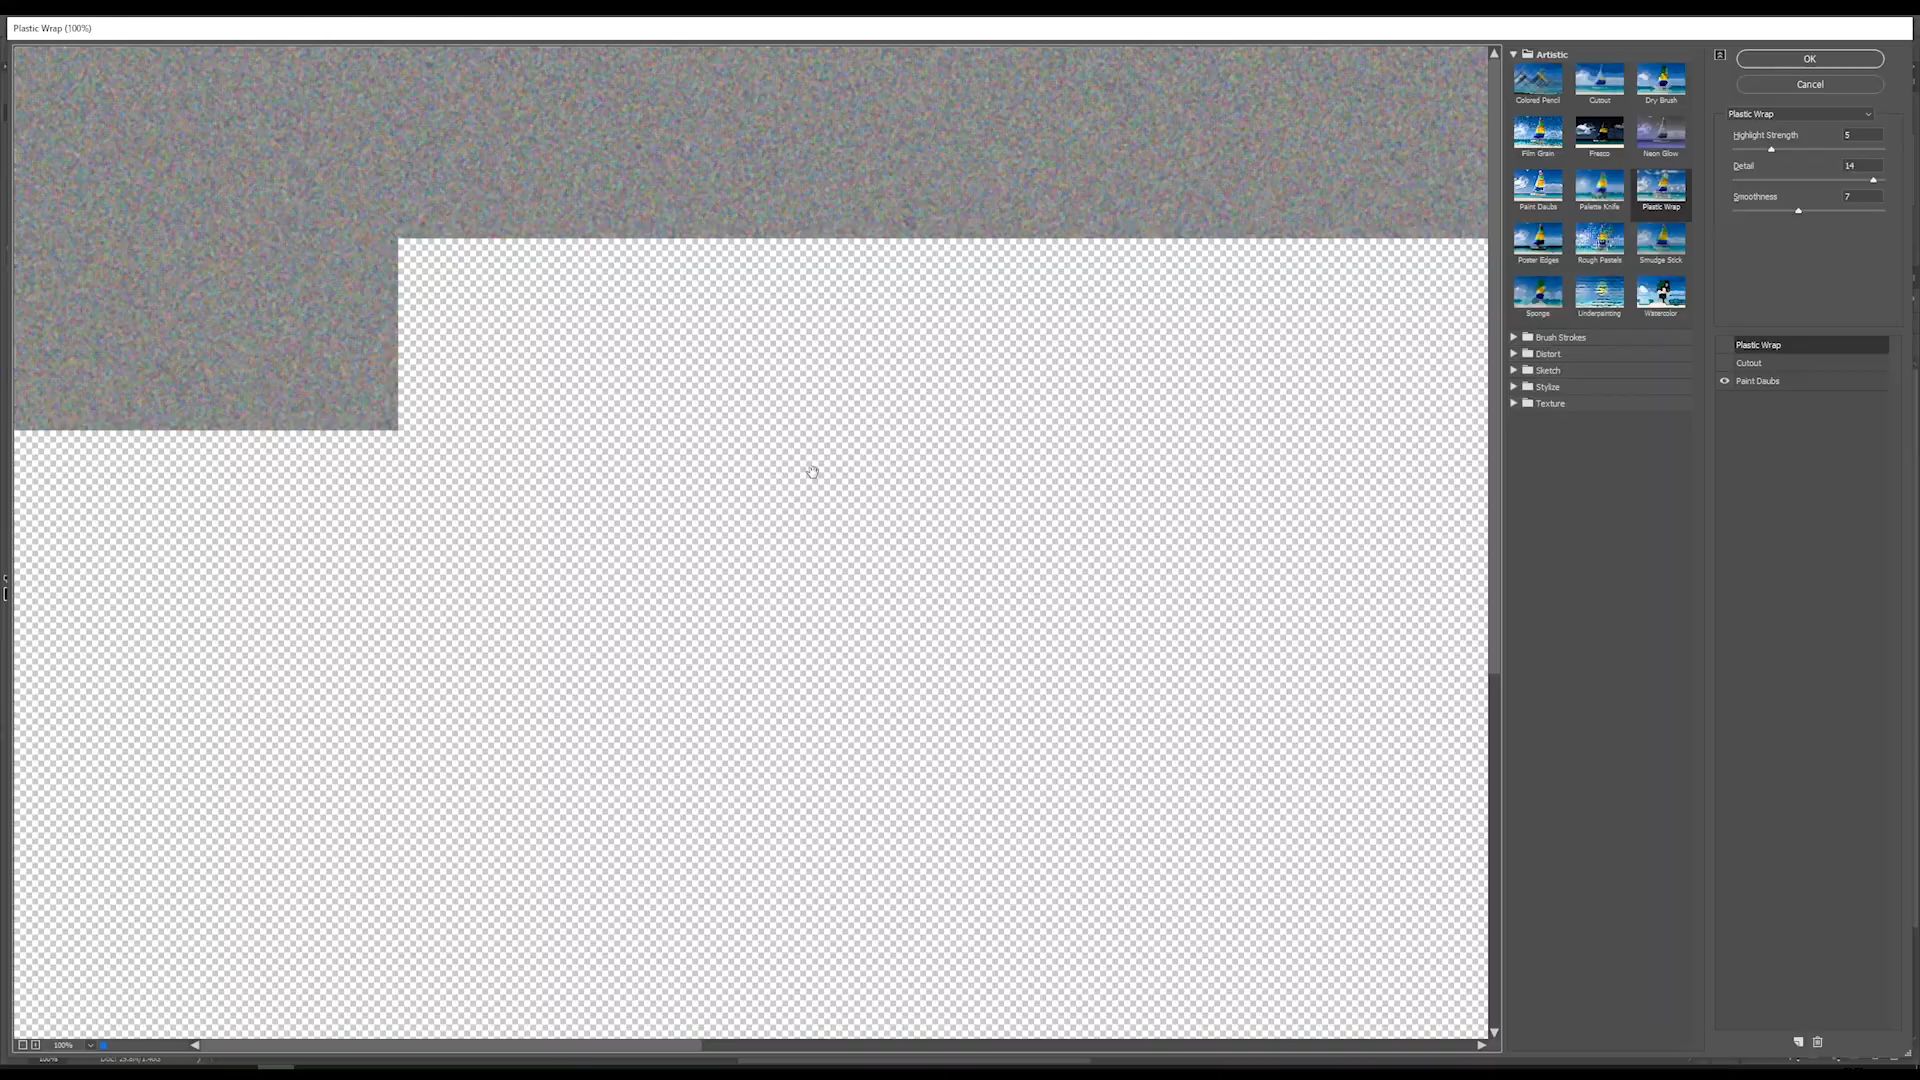 Plastic Wrap (100%)
Artistic
Colored Pencil
Cutout
Dry Brush
Film Grain
Fresco
Neon Glow
Paint Daubs
Palette Knife
Plastic Wrap
Poster Edges
Rough Pastels
Smudge Stick
Sponge
Underpainting
Watercolor
Brush Strokes
Distort
Sketch
Stylize
Texture
OK
Cancel
Plastic Wrap
Highlight Strength 5
Detail 14
Smoothness 7
Plastic Wrap
Cutout
Paint Daubs
100%